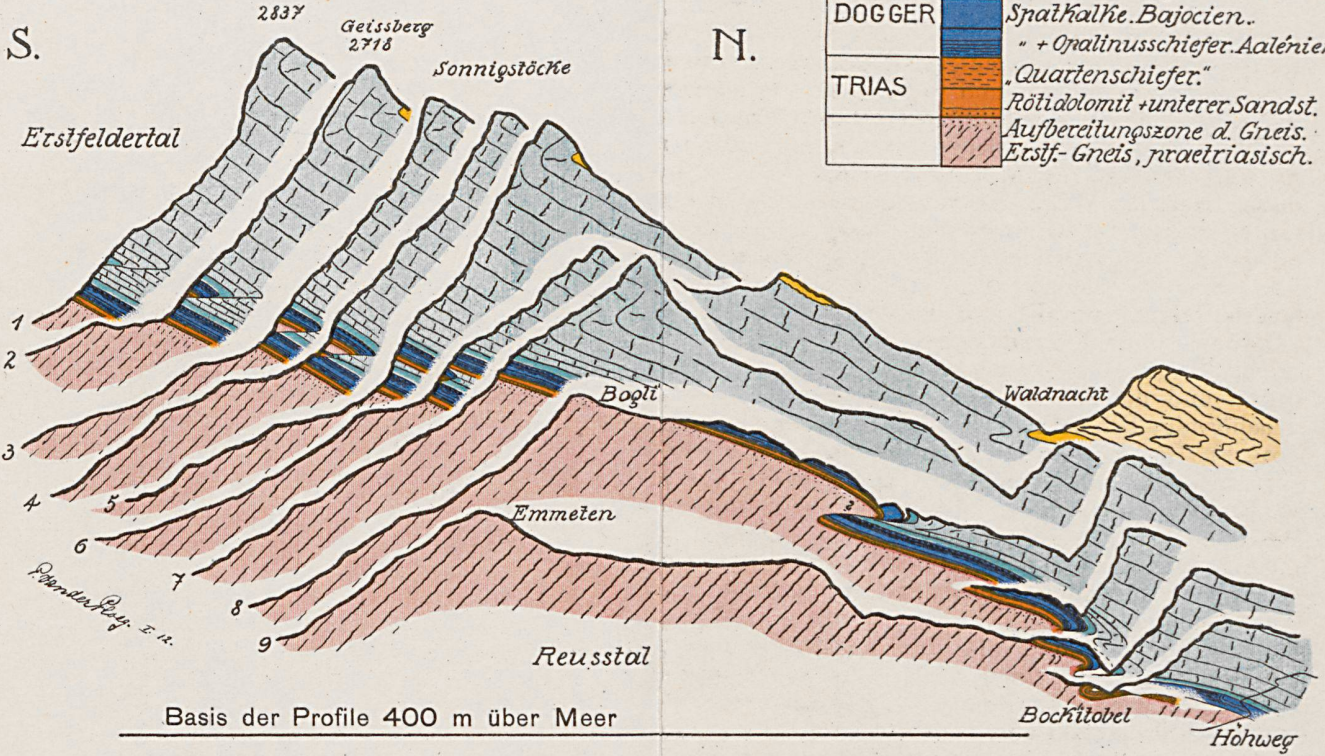 S.
2837
Geissberg
2718
Sonnigstöcke
Erstfeldertal
N.
DOGGER
Spatkalke. Bajocien..
" + Opalinusschiefer. Aalénien
TRIAS
"Quartenschiefer."
Rötidolomit + unterer Sandst.
Aufbereitungszone d. Gneis.
Erstf.-Gneis, praetriasisch.
1
2
3
4
5
6
7
8
9
Bogli
Waldnacht
Emmeten
?
Reusstal
Bockitobel
Höhweg
I. 12.
Basis der Profile 400 m über Meer